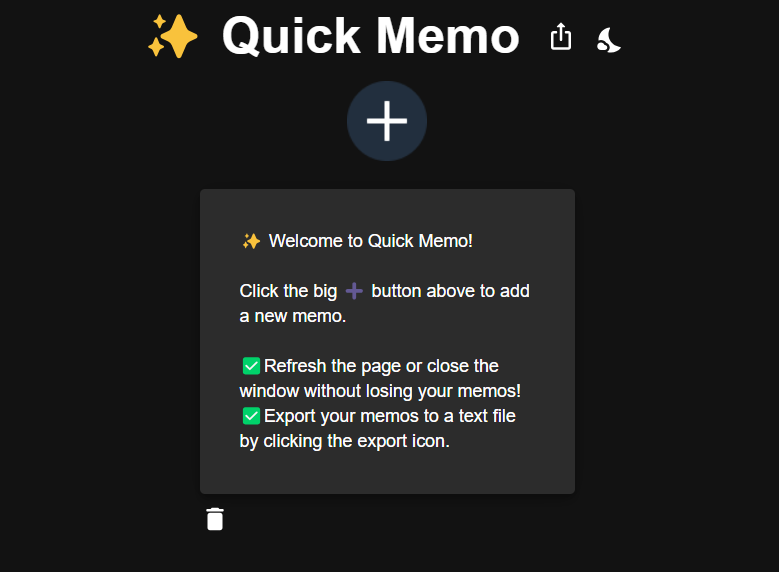 ✨ Quick Memo
✨ Welcome to Quick Memo!
Click the big ➕ button above to add
a new memo.
✅Refresh the page or close the
window without losing your memos!
✅Export your memos to a text file
by clicking the export icon.